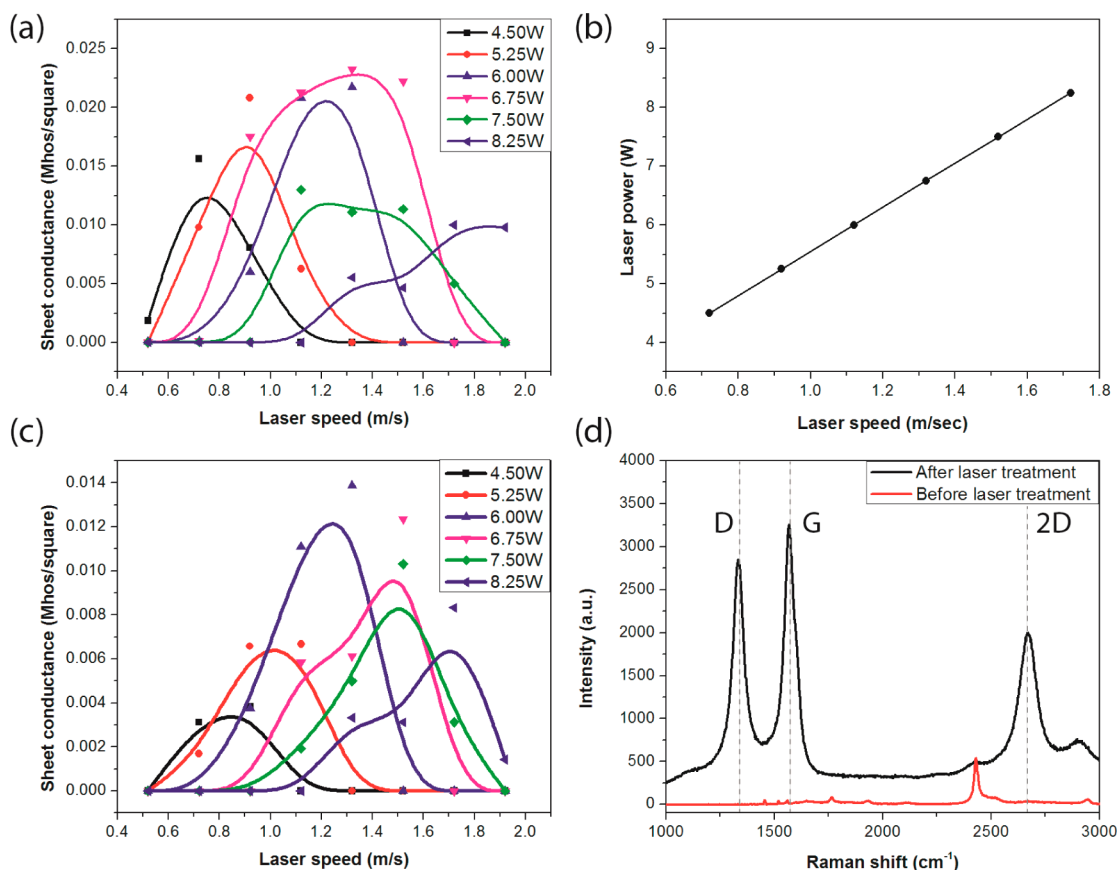 (a)
0.025
0.020
0.015
0.010
0.005
0.000
Sheet conductance (Mhos/square)
4.50W
5.25W
6.00W
6.75W
7.50W
8.25W
0.4 0.6 0.8 1.0 1.2 1.4 1.6 1.8 2.0
Laser speed (m/s)
(b)
9
8
7
6
5
4
Laser power (W)
0.6 0.8 1.0 1.2 1.4 1.6 1.8
Laser speed (m/sec)
(c)
0.014
0.012
0.010
0.008
0.006
0.004
0.002
0.000
Sheet conductance (Mhos/square)
4.50W
5.25W
6.00W
6.75W
7.50W
8.25W
0.4 0.6 0.8 1.0 1.2 1.4 1.6 1.8 2.0
Laser speed (m/s)
(d)
4000
3500
3000
2500
2000
1500
1000
500
0
Intensity (a.u.)
After laser treatment
Before laser treatment
D G 2D
1000 1500 2000 2500 3000
Raman shift (cm⁻¹)